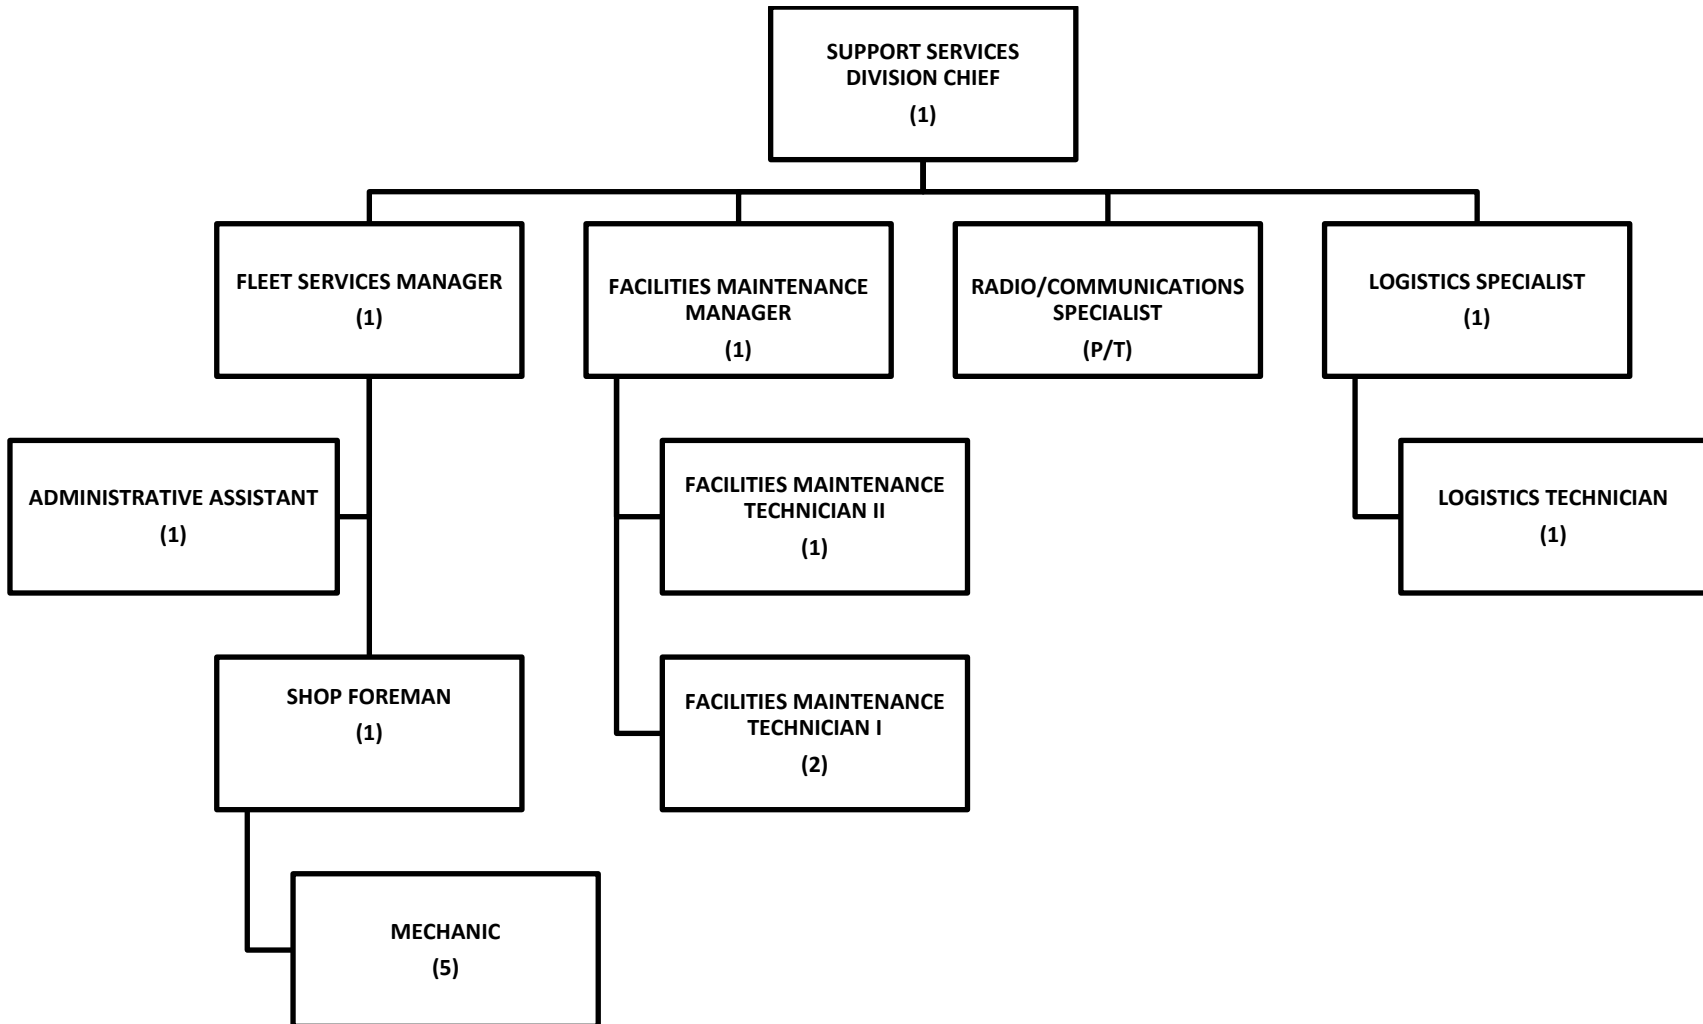 SUPPORT SERVICES
DIVISION CHIEF
(1)
FLEET SERVICES MANAGER
(1)
FACILITIES MAINTENANCE
MANAGER
(1)
RADIO/COMMUNICATIONS
SPECIALIST
(P/T)
LOGISTICS SPECIALIST
(1)
ADMINISTRATIVE ASSISTANT
(1)
FACILITIES MAINTENANCE
TECHNICIAN II
(1)
LOGISTICS TECHNICIAN
(1)
SHOP FOREMAN
(1)
FACILITIES MAINTENANCE
TECHNICIAN I
(2)
MECHANIC
(5)